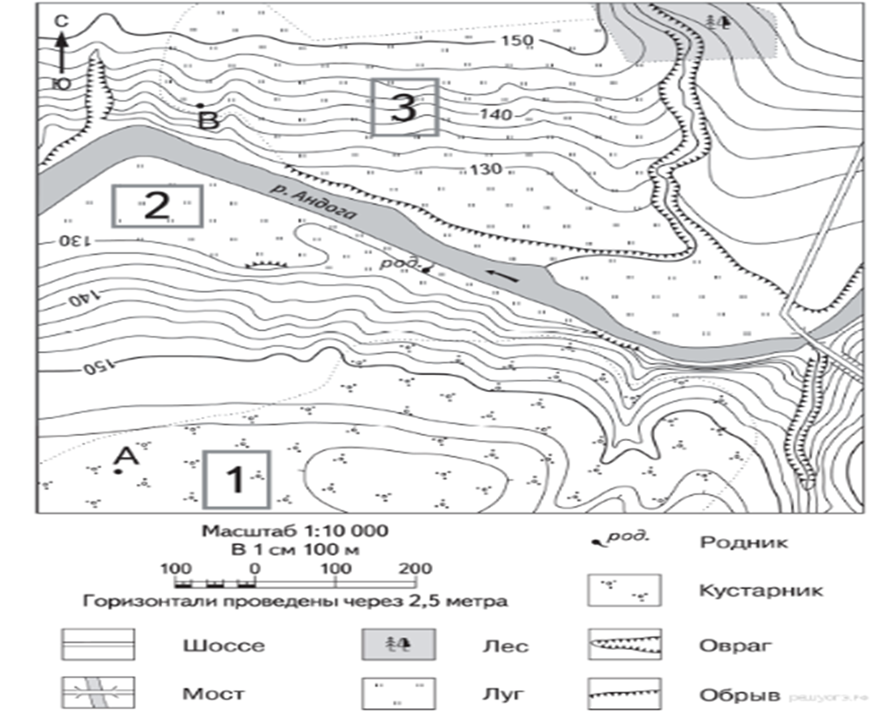 С
Ю
150
В
3
140
130
2
р. Андога
130
род.
140
150
А
1
Масштаб 1:10 000
В 1 см 100 м
100 0 100 200
Горизонтали проведены через 2,5 метра
род. Родник
Кустарник
Шоссе Лес Овраг
Мост Луг Обрыв